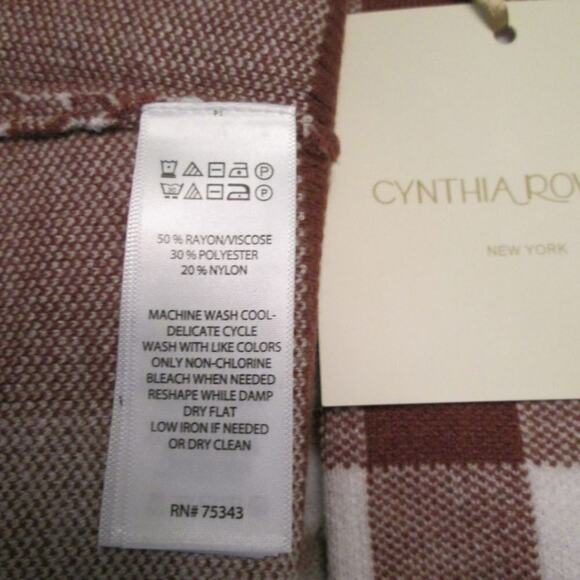 50 % RAYON/VISCOSE
30 % POLYESTER
20 % NYLON
MACHINE WASH COOL-
DELICATE CYCLE
WASH WITH LIKE COLORS
ONLY NON-CHLORINE
BLEACH WHEN NEEDED
RESHAPE WHILE DAMP
DRY FLAT
LOW IRON IF NEEDED
OR DRY CLEAN
RN# 75343
CYNTHIA RO
NEW YORK